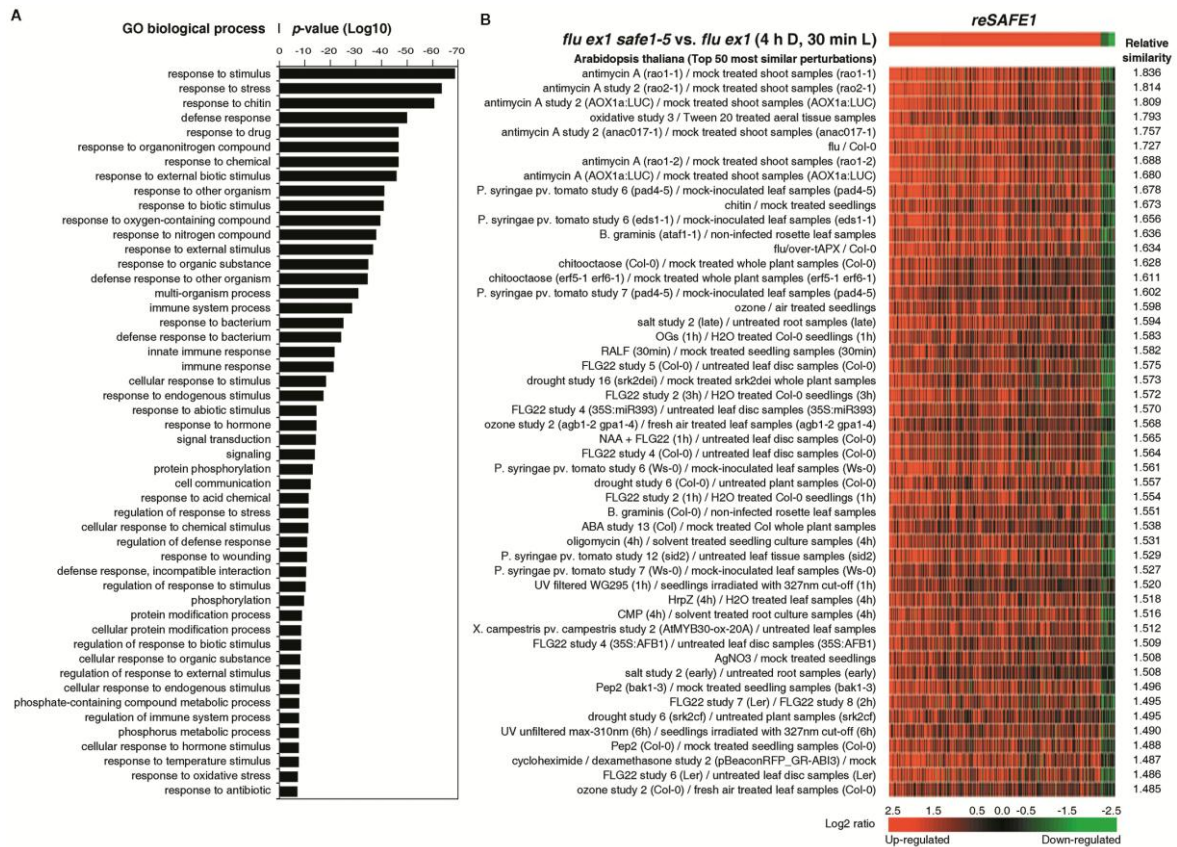 A
GO biological process | p-value (Log10)
0 -10 -20 -30 -40 -50 -60 -70
response to stimulus
response to stress
response to chitin
defense response
response to drug
response to organonitrogen compound
response to chemical
response to external biotic stimulus
response to other organism
response to biotic stimulus
response to oxygen-containing compound
response to nitrogen compound
response to external stimulus
response to organic substance
defense response to other organism
multi-organism process
immune system process
response to bacterium
defense response to bacterium
innate immune response
immune response
cellular response to stimulus
response to endogenous stimulus
response to abiotic stimulus
response to hormone
signal transduction
signaling
protein phosphorylation
cell communication
response to acid chemical
regulation of response to stress
cellular response to chemical stimulus
regulation of defense response
response to wounding
defense response, incompatible interaction
regulation of response to stimulus
phosphorylation
protein modification process
cellular protein modification process
regulation of response to biotic stimulus
cellular response to organic substance
regulation of response to external stimulus
cellular response to endogenous stimulus
phosphate-containing compound metabolic process
regulation of immune system process
phosphorus metabolic process
cellular response to hormone stimulus
response to temperature stimulus
response to oxidative stress
response to antibiotic
B
reSAFE1
flu ex1 safe1-5 vs. flu ex1 (4 h D, 30 min L)
Relative
similarity
Arabidopsis thaliana (Top 50 most similar perturbations)
antimycin A (rao1-1) / mock treated shoot samples (rao1-1) 1.836
antimycin A study 2 (rao2-1) / mock treated shoot samples (rao2-1) 1.814
antimycin A study 2 (AOX1a:LUC) / mock treated shoot samples (AOX1a:LUC) 1.809
oxidative study 3 / Tween 20 treated aerial tissue samples 1.793
antimycin A study 2 (anac017-1) / mock treated shoot samples (anac017-1) 1.757
flu / Col-0 1.727
antimycin A (rao1-2) / mock treated shoot samples (rao1-2) 1.688
antimycin A (AOX1a:LUC) / mock treated shoot samples (AOX1a:LUC) 1.680
P. syringae pv. tomato study 6 (pad4-5) / mock-inoculated leaf samples (pad4-5) 1.678
chitin / mock treated seedlings 1.673
P. syringae pv. tomato study 6 (eds1-1) / mock-inoculated leaf samples (eds1-1) 1.656
B. graminis (ataf1-1) / non-infected rosette leaf samples 1.636
flu/over-tAPX / Col-0 1.634
chitooctaose (Col-0) / mock treated whole plant samples (Col-0) 1.628
chitooctaose (erf5-1 erf6-1) / mock treated whole plant samples (erf5-1 erf6-1) 1.611
P. syringae pv. tomato study 7 (pad4-5) / mock-inoculated leaf samples (pad4-5) 1.602
ozone / air treated seedlings 1.598
salt study 2 (late) / untreated root samples (late) 1.594
OGs (1h) / H2O treated Col-0 seedlings (1h) 1.583
RALF (30min) / mock treated seedling samples (30min) 1.582
FLG22 study 5 (Col-0) / untreated leaf disc samples (Col-0) 1.575
drought study 16 (srk2dei) / mock treated srk2dei whole plant samples 1.573
FLG22 study 2 (3h) / H2O treated Col-0 seedlings (3h) 1.572
FLG22 study 4 (35S:miR393) / untreated leaf disc samples (35S:miR393) 1.570
ozone study 2 (agb1-2 gpa1-4) / fresh air treated leaf samples (agb1-2 gpa1-4) 1.568
NAA + FLG22 (1h) / untreated leaf disc samples (Col-0) 1.565
FLG22 study 4 (Col-0) / untreated leaf disc samples (Col-0) 1.564
P. syringae pv. tomato study 6 (Ws-0) / mock-inoculated leaf samples (Ws-0) 1.561
drought study 6 (Col-0) / untreated plant samples (Col-0) 1.557
FLG22 study 2 (1h) / H2O treated Col-0 seedlings (1h) 1.554
B. graminis (Col-0) / non-infected rosette leaf samples 1.551
ABA study 13 (Col) / mock treated Col whole plant samples 1.538
oligomycin (4h) / solvent treated seedling culture samples (4h) 1.531
P. syringae pv. tomato study 12 (sid2) / untreated leaf tissue samples (sid2) 1.529
P. syringae pv. tomato study 7 (Ws-0) / mock-inoculated leaf samples (Ws-0) 1.527
UV filtered WG295 (1h) / seedlings irradiated with 327nm cut-off (1h) 1.520
HrpZ (4h) / H2O treated leaf samples (4h) 1.518
CMP (4h) / solvent treated root culture samples (4h) 1.516
X. campestris pv. campestris study 2 (AtMYB30-ox-20A) / untreated leaf samples 1.512
FLG22 study 4 (35S:AFB1) / untreated leaf disc samples (35S:AFB1) 1.509
AgNO3 / mock treated seedlings 1.508
salt study 2 (early) / untreated root samples (early) 1.508
Pep2 (bak1-3) / mock treated seedling samples (bak1-3) 1.496
FLG22 study 7 (Ler) / FLG22 study 8 (2h) 1.495
drought study 6 (srk2cf) / untreated plant samples (srk2cf) 1.495
UV unfiltered max-310nm (6h) / seedlings irradiated with 327nm cut-off (6h) 1.490
Pep2 (Col-0) / mock treated seedling samples (Col-0) 1.488
cycloheximide / dexamethasone study 2 (pBeaconRFP_GR-ABI3) / mock 1.487
FLG22 study 6 (Ler) / untreated leaf disc samples (Ler) 1.486
ozone study 2 (Col-0) / fresh air treated leaf samples (Col-0) 1.485
2.5 1.5 0.5 0.0 -0.5 -1.5 -2.5
Log2 ratio
Up-regulated Down-regulated